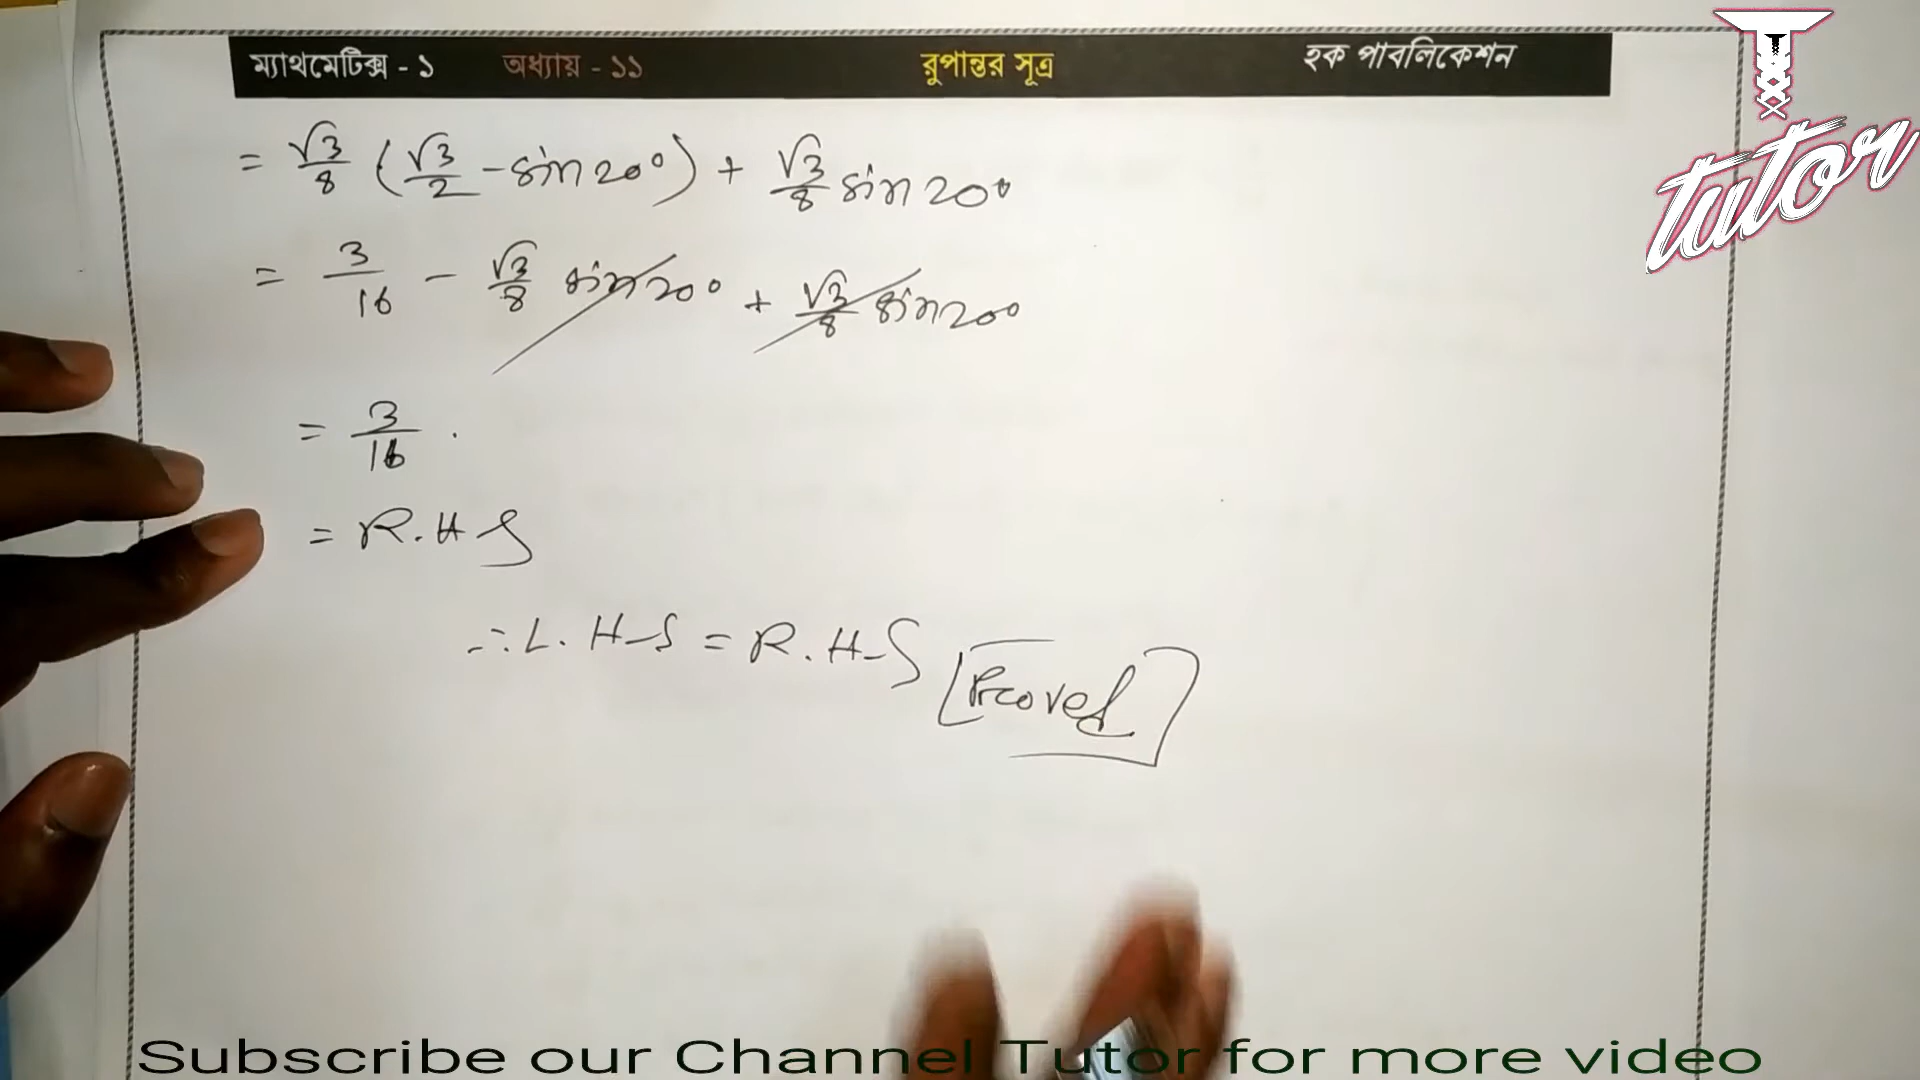 ম্যাথমেটিক্স - ১ অধ্যায় - ১১ রুপান্তর সূত্র হক পাবলিকেশন
T tutor
= √3/8 (√3/2 - sin 20°) + √3/8 sin 20°
= 3/16 - √3/8 sin 20° + √3/8 sin 20°
= 3/16 .
= R.H.S
∴ L.H.S = R.H.S [Proved]
Subscribe our Channel Tutor for more video